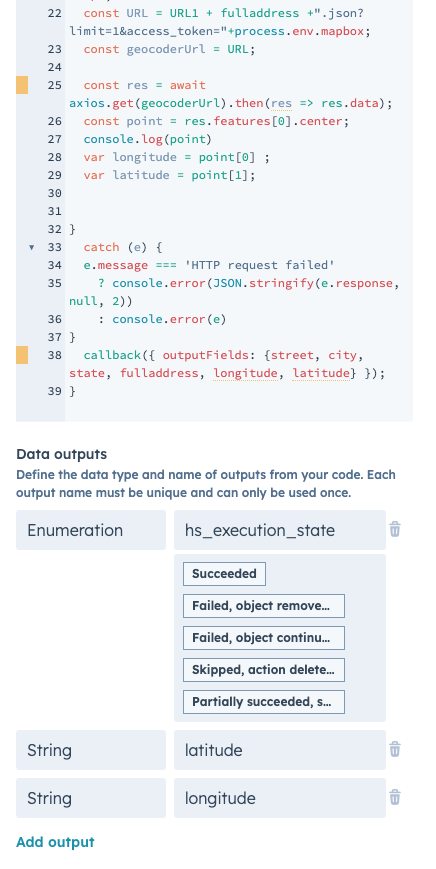 22 const URL = URL1 + fulladdress +".json?
limit=1&access_token="+process.env.mapbox;
23 const geocoderUrl = URL;
24
25 const res = await
axios.get(geocoderUrl).then(res => res.data);
26 const point = res.features[0].center;
27 console.log(point)
28 var longitude = point[0] ;
29 var latitude = point[1];
30
31
32 }
33 catch (e) {
34 e.message === 'HTTP request failed'
35 ? console.error(JSON.stringify(e.response,
null, 2))
36 : console.error(e)
37 }
38 callback({ outputFields: {street, city,
state, fulladdress, longitude, latitude} });
39 }
Data outputs
Define the data type and name of outputs from your code. Each
output name must be unique and can only be used once.
Enumeration hs_execution_state
Succeeded
Failed, object remove...
Failed, object continu...
Skipped, action delete...
Partially succeeded, s...
String latitude
String longitude
Add output